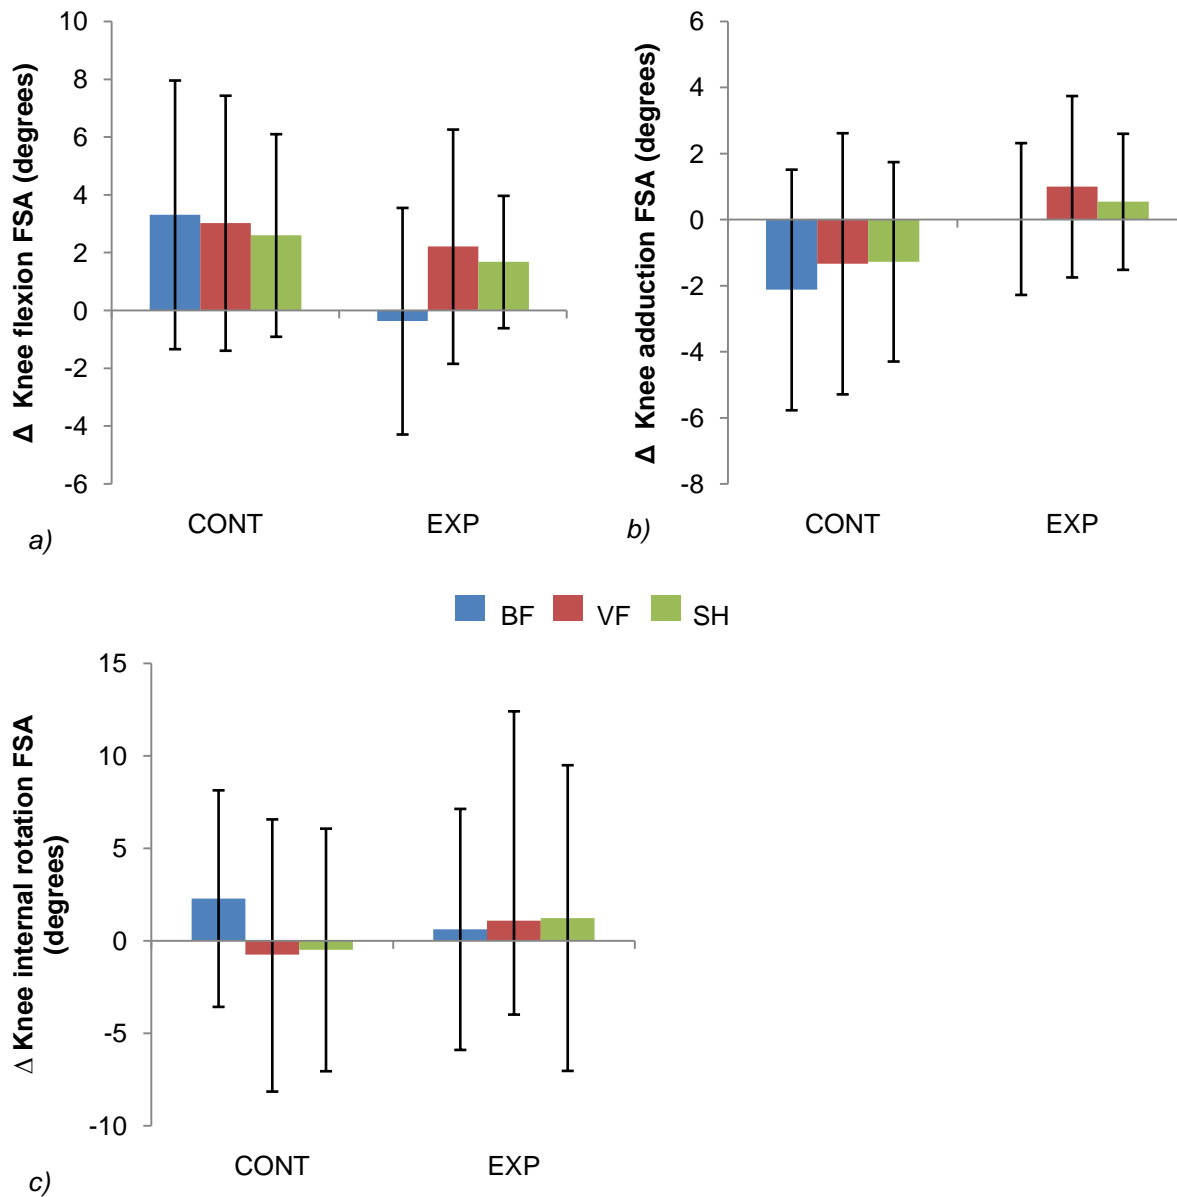 Δ Knee flexion FSA (degrees)
10
8
6
4
2
0
-2
-4
-6
CONT EXP
a)
Δ Knee adduction FSA (degrees)
6
4
2
0
-2
-4
-6
-8
CONT EXP
b)
BF VF SH
Δ Knee internal rotation FSA
(degrees)
15
10
5
0
-5
-10
CONT EXP
c)